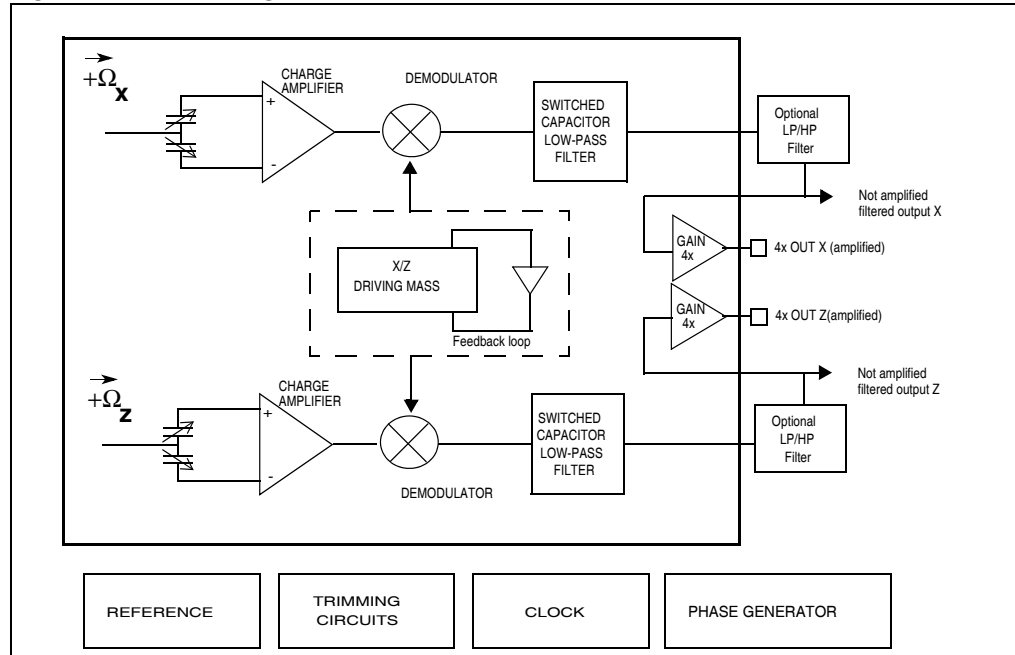 +Ω
x
CHARGE
AMPLIFIER
DEMODULATOR
+
-
SWITCHED
CAPACITOR
LOW-PASS
FILTER
Optional
LP/HP
Filter
Not amplified
filtered output X
GAIN
4x
4x OUT X (amplified)
X/Z
DRIVING MASS
Feedback loop
GAIN
4x
4x OUT Z(amplified)
Not amplified
filtered output Z
+Ω
z
CHARGE
AMPLIFIER
+
-
DEMODULATOR
SWITCHED
CAPACITOR
LOW-PASS
FILTER
Optional
LP/HP
Filter
REFERENCE
TRIMMING
CIRCUITS
CLOCK
PHASE GENERATOR